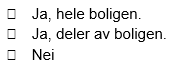 ☐ Ja, hele boligen.
☐ Ja, deler av boligen.
☐ Nei